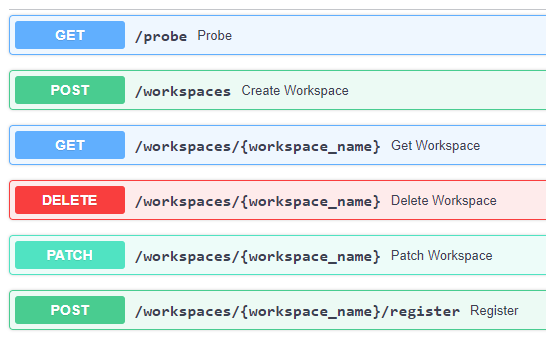 GET /probe Probe
POST /workspaces Create Workspace
GET /workspaces/{workspace_name} Get Workspace
DELETE /workspaces/{workspace_name} Delete Workspace
PATCH /workspaces/{workspace_name} Patch Workspace
POST /workspaces/{workspace_name}/register Register